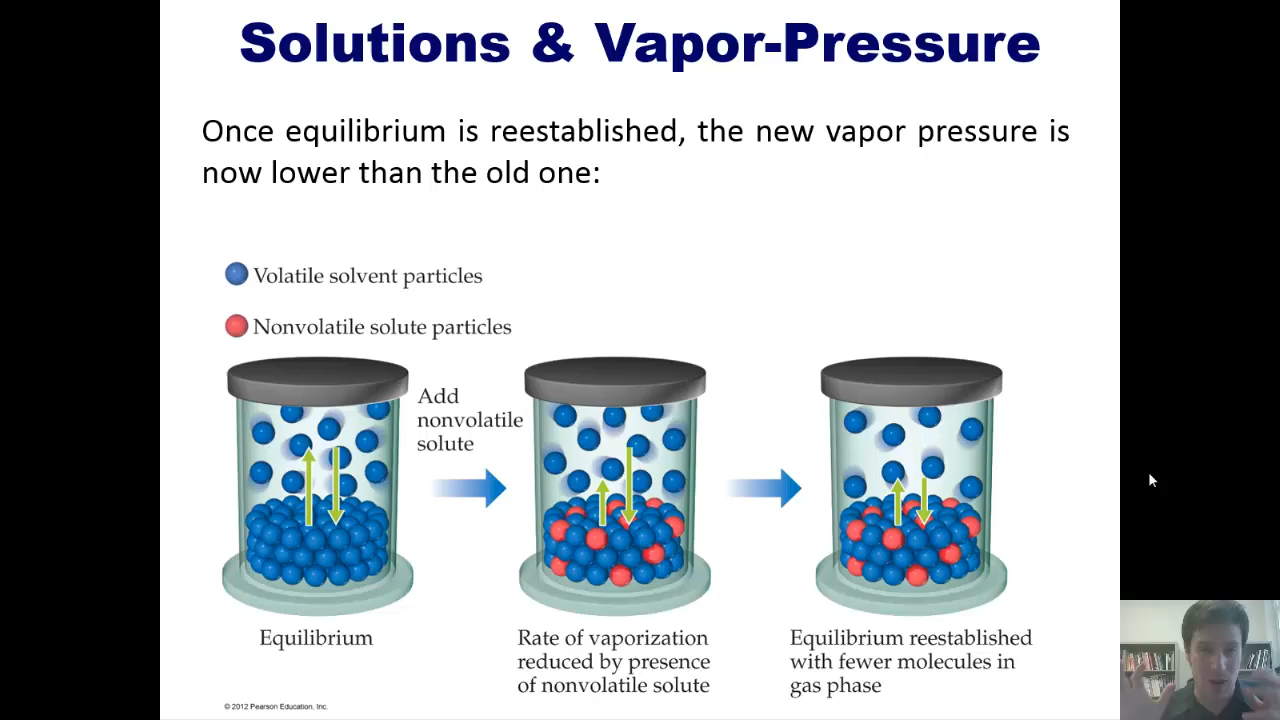 Solutions & Vapor-Pressure
Once equilibrium is reestablished, the new vapor pressure is
now lower than the old one:
Volatile solvent particles
Nonvolatile solute particles
Add
nonvolatile
solute
Equilibrium
Rate of vaporization
reduced by presence
of nonvolatile solute
Equilibrium reestablished
with fewer molecules in
gas phase
© 2012 Pearson Education, Inc.